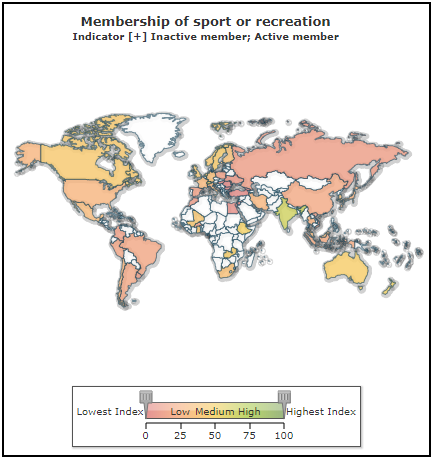 Membership of sport or recreation
Indicator [+] Inactive member; Active member
Lowest Index Low Medium High Highest Index
0 25 50 75 100